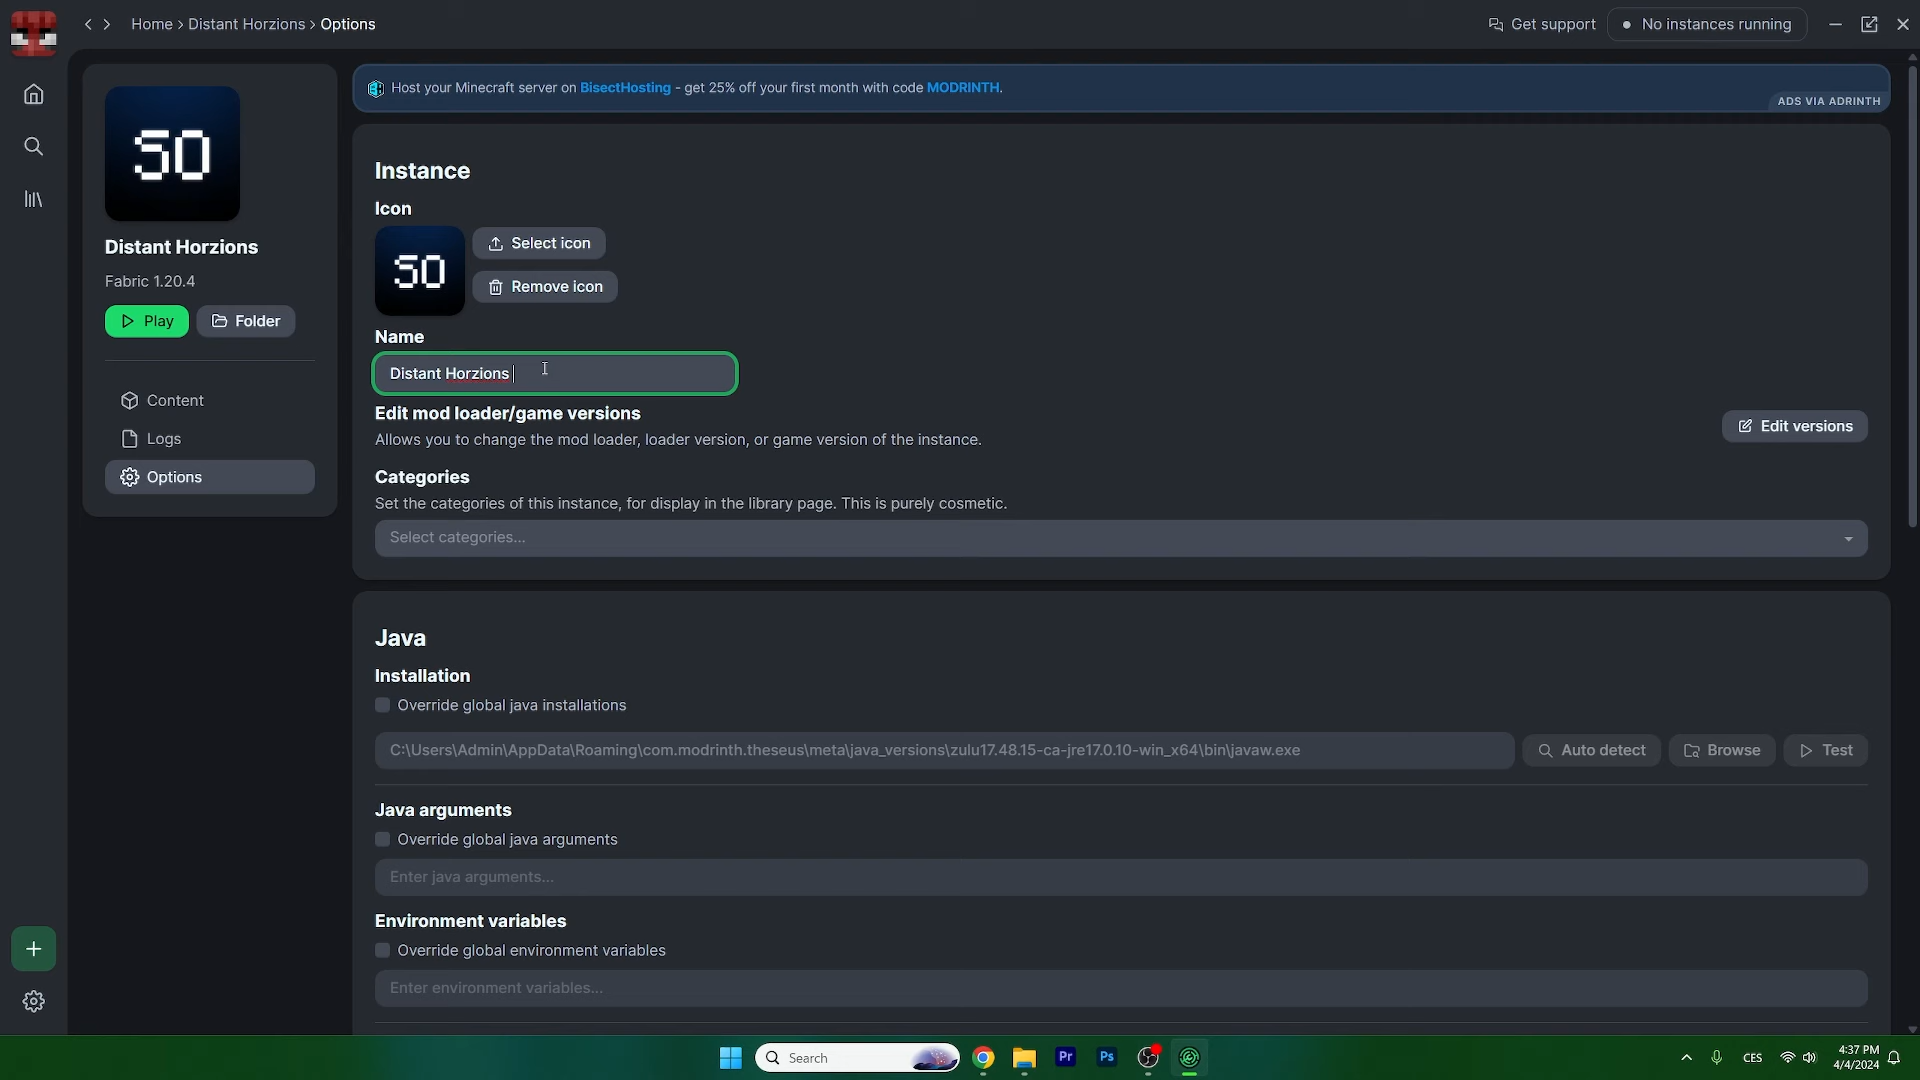 Home › Distant Horzions › Options
Get support
No instances running
SO
Distant Horzions
Fabric 1.20.4
Play
Folder
Content
Logs
Options
Host your Minecraft server on BisectHosting - get 25% off your first month with code MODRINTH.
ADS VIA ADRINTH
Instance
Icon
SO
Select icon
Remove icon
Name
Distant Horzions
Edit mod loader/game versions
Allows you to change the mod loader, loader version, or game version of the instance.
Edit versions
Categories
Set the categories of this instance, for display in the library page. This is purely cosmetic.
Select categories...
Java
Installation
Override global java installations
C:\Users\Admin\AppData\Roaming\com.modrinth.theseus\meta\java_versions\zulu17.48.15-ca-jre17.0.10-win_x64\bin\javaw.exe
Auto detect
Browse
Test
Java arguments
Override global java arguments
Enter java arguments...
Environment variables
Override global environment variables
Enter environment variables...
Search
Pr
Ps
CES
4:37 PM
4/4/2024